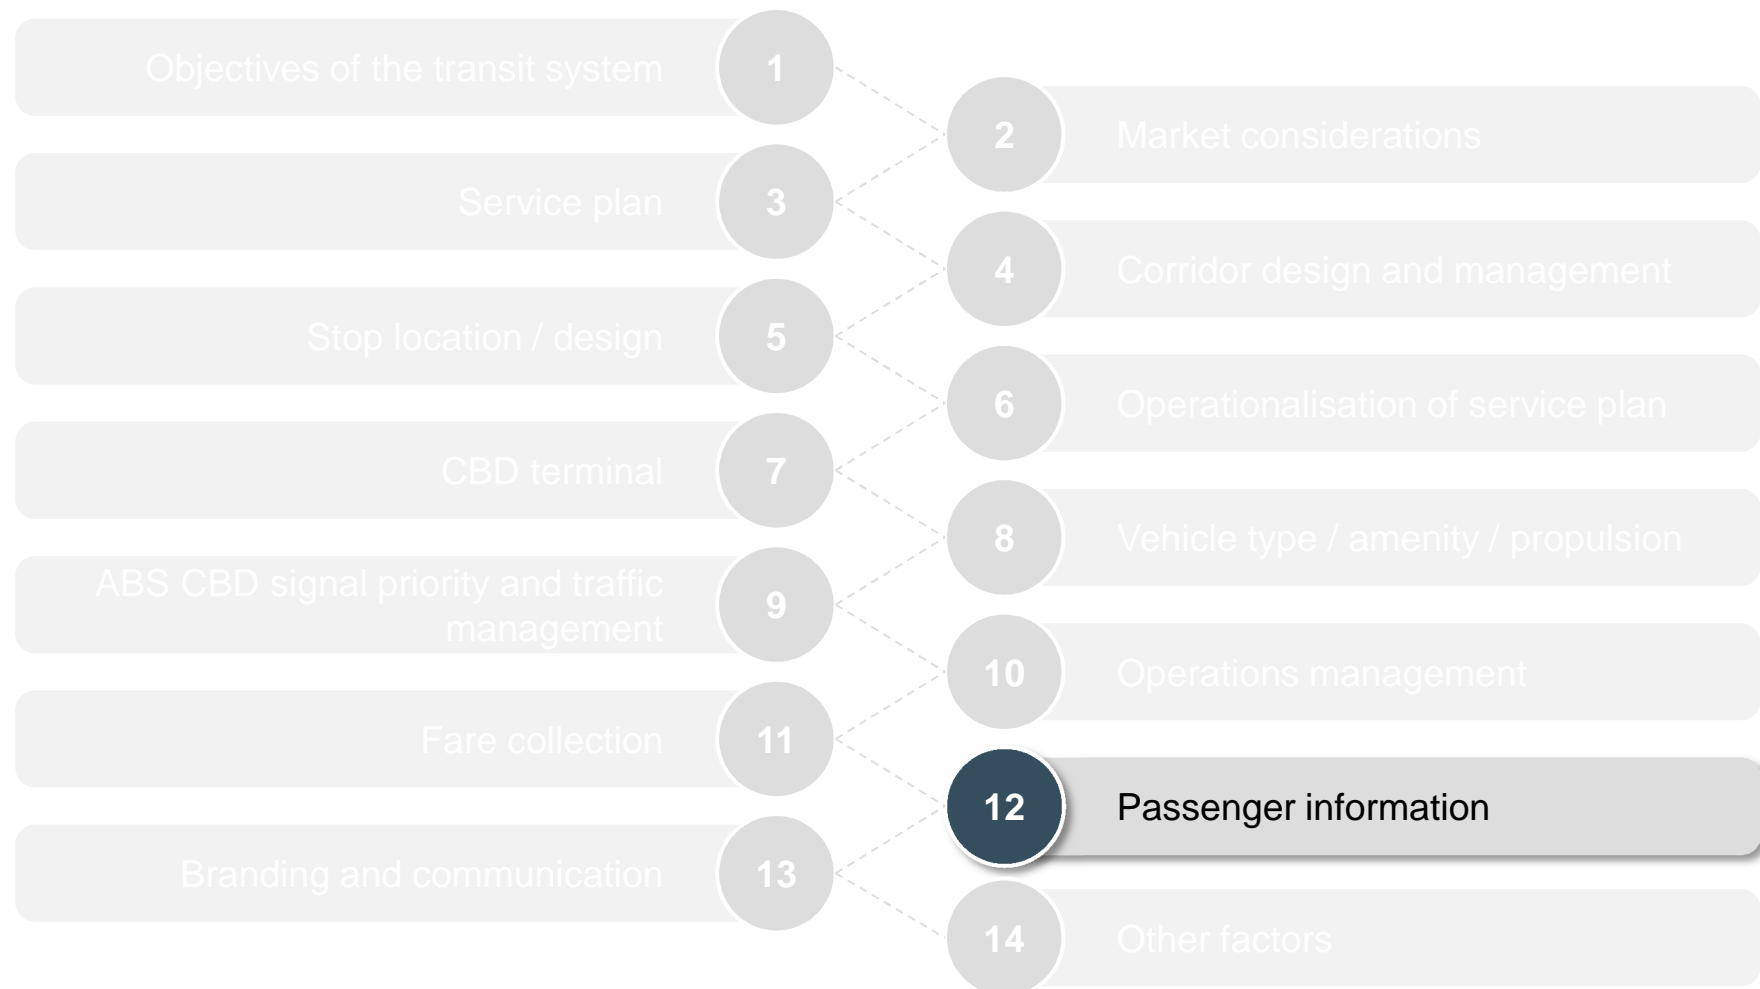 Objectives of the transit system 1
2 Market considerations
Service plan 3
4 Corridor design and management
Stop location / design 5
6 Operationalisation of service plan
CBD terminal 7
8 Vehicle type / amenity / propulsion
ABS CBD signal priority and traffic
management 9
10 Operations management
Fare collection 11
12 Passenger information
Branding and communication 13
14 Other factors